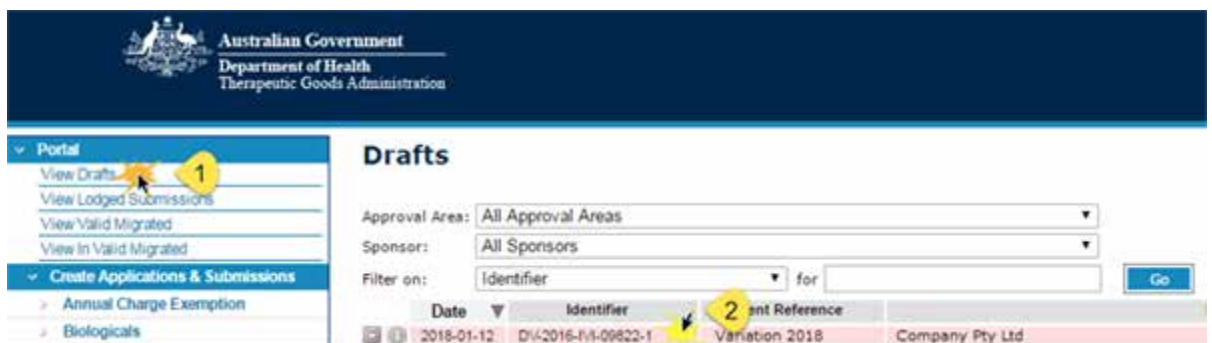 Australian Government
Department of Health
Therapeutic Goods Administration
Portal
View Drafts
1
View Lodged Submissions
View Valid Migrated
View In Valid Migrated
Create Applications & Submissions
Annual Charge Exemption
Biologicals
Drafts
Approval Area: All Approval Areas
Sponsor: All Sponsors
Filter on: Identifier for Go
Date Identifier 2 ent Reference
2018-01-12 Variation 2018 Company Pty Ltd